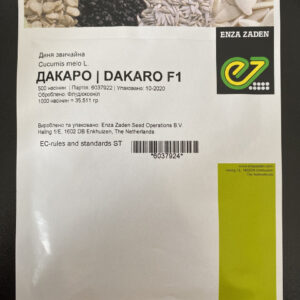 ENZA ZADEN
Диня звичайна
Cucumis melo L.
ДАКАРО | DAKARO F1
500 насінин | Партія: 6037922 | Упаковано: 10-2020
Оброблено: Флудіоксоніл
1000 насінин = 35,511 гр
Вироблено та упаковано: Enza Zaden Seed Operations B.V.
Haling 1/E, 1602 DB Enkhuizen, The Netherlands
EC-rules and standards ST
*6037924*
The Netherlands